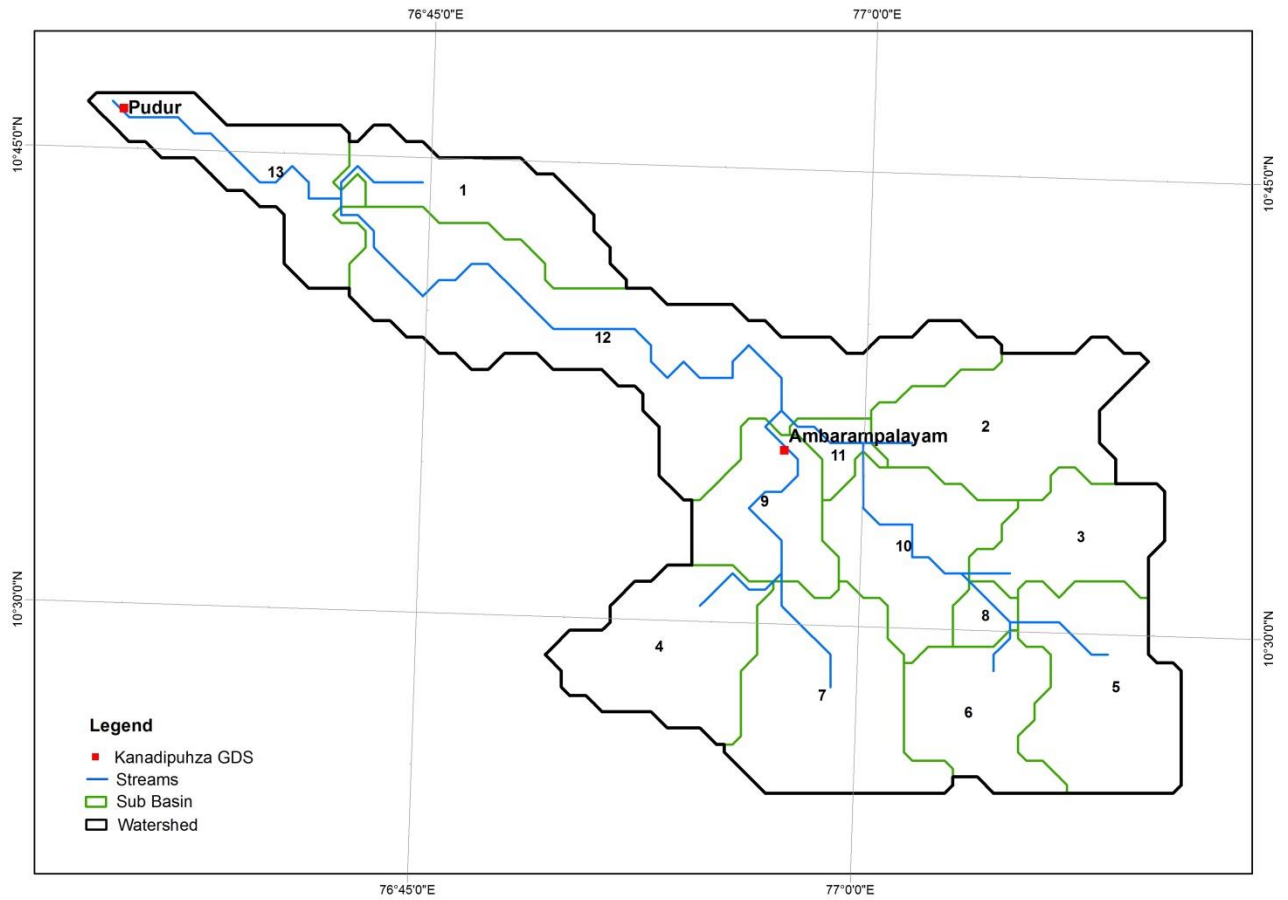 76°45'0"E
77°0'0"E
Pudur
10°45'0"N
10°45'0"N
13
1
12
2
Ambarampalayam
11
9
10
3
8
4
5
7
6
10°30'0"N
10°30'0"N
Legend
Kanadipuhza GDS
Streams
Sub Basin
Watershed
76°45'0"E
77°0'0"E